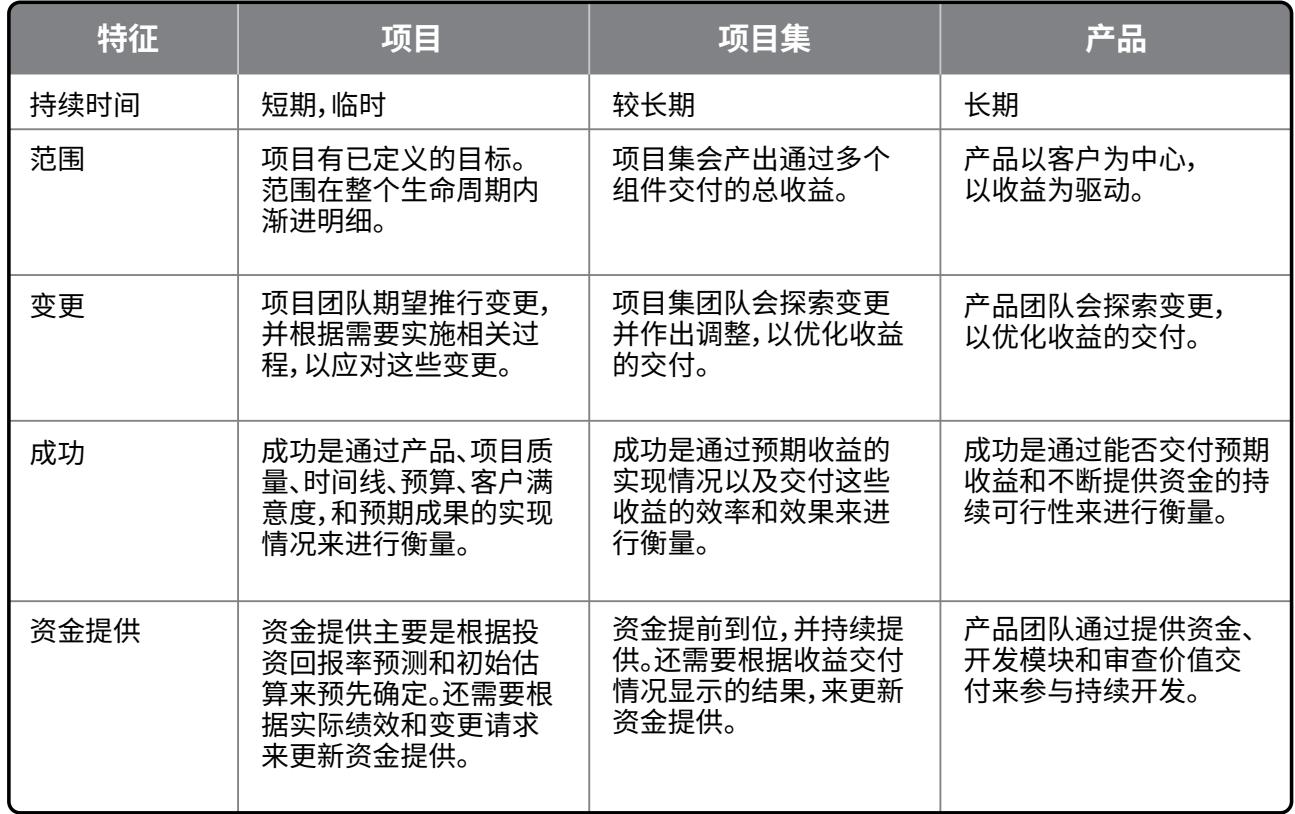 特征
项目
项目集
产品
持续时间
短期，临时
较长期
长期
范围
项目有已定义的目标。
范围在整个生命周期内
渐进明细。
项目集会产出通过多个
组件交付的总收益。
产品以客户为中心，
以收益为驱动。
变更
项目团队期望推行变更，
并根据需要实施相关过
程，以应对这些变更。
项目集团队会探索变更
并作出调整，以优化收益
的交付。
产品团队会探索变更，
以优化收益的交付。
成功
成功是通过产品、项目质
量、时间线、预算、客户满
意度，和预期成果的实现
情况来进行衡量。
成功是通过预期收益的
实现情况以及交付这些
收益的效率和效果来进
行衡量。
成功是通过能否交付预期
收益和不断提供资金的持
续可行性来进行衡量。
资金提供
资金提供主要是根据投
资回报率预测和初始估
算来预先确定。还需要根
据实际绩效和变更请求
来更新资金提供。
资金提前到位，并持续提
供。还需要根据收益交付
情况显示的结果，来更新
资金提供。
产品团队通过提供资金、
开发模块和审查价值交
付来参与持续开发。